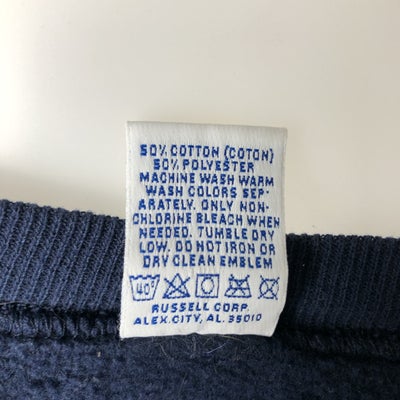 50% COTTON (COTON)
50% POLYESTER
MACHINE WASH WARM
WASH COLORS SEP-
ARATELY. ONLY NON-
CHLORINE BLEACH WHEN
NEEDED. TUMBLE DRY
LOW. DO NOT IRON OR
DRY CLEAN EMBLEM
40°
RUSSELL CORP.
ALEX.CITY, AL. 35010